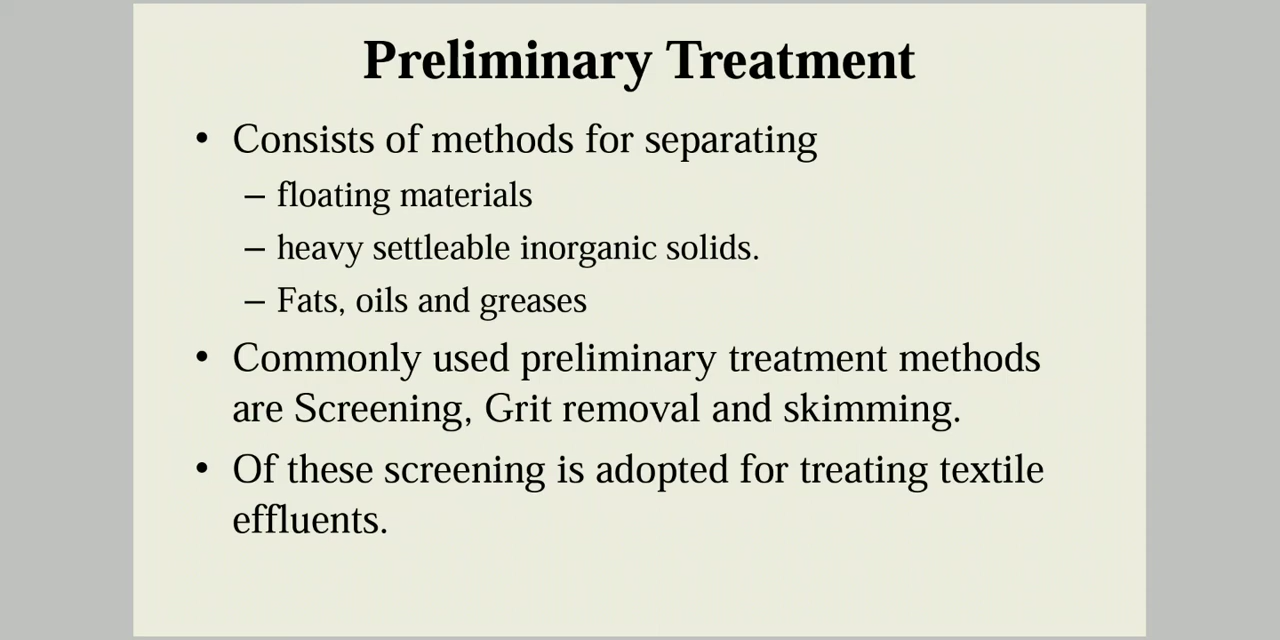 Preliminary Treatment
• Consists of methods for separating
– floating materials
– heavy settleable inorganic solids.
– Fats, oils and greases
• Commonly used preliminary treatment methods
are Screening, Grit removal and skimming.
• Of these screening is adopted for treating textile
effluents.